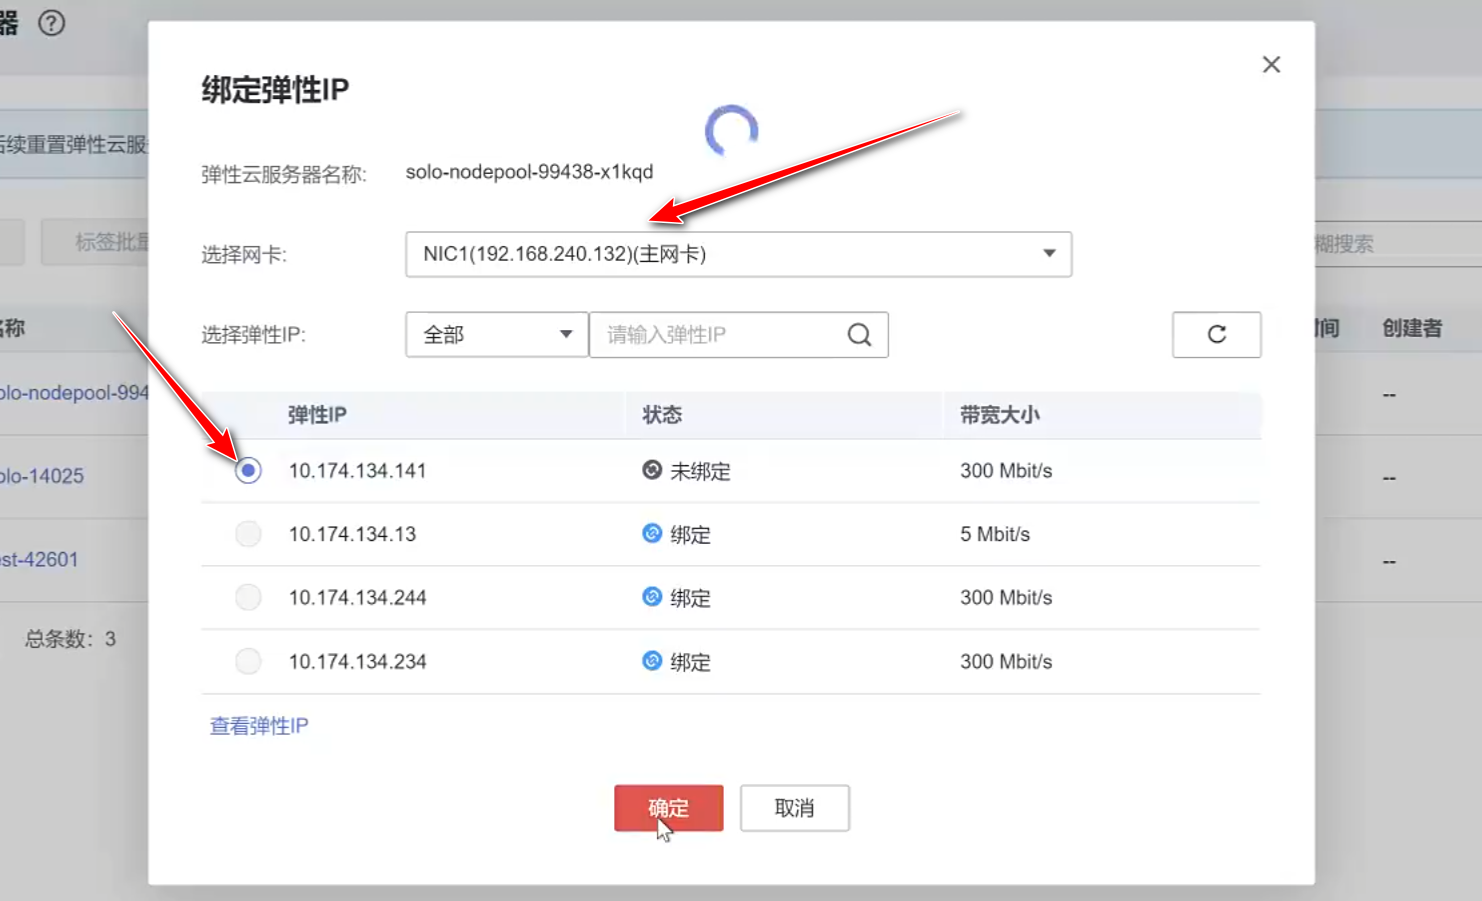 器 ?
绑定弹性IP
后续重置弹性云服
弹性云服务器名称: solo-nodepool-99438-x1kqd
标签批量
选择网卡: NIC1(192.168.240.132)(主网卡)
糊搜索
选择弹性IP: 全部 请输入弹性IP
名称
时间 创建者
弹性IP 状态 带宽大小
olo-nodepool-994
--
10.174.134.141 未绑定 300 Mbit/s
olo-14025
--
10.174.134.13 绑定 5 Mbit/s
est-42601
--
10.174.134.244 绑定 300 Mbit/s
总条数: 3
10.174.134.234 绑定 300 Mbit/s
查看弹性IP
确定 取消